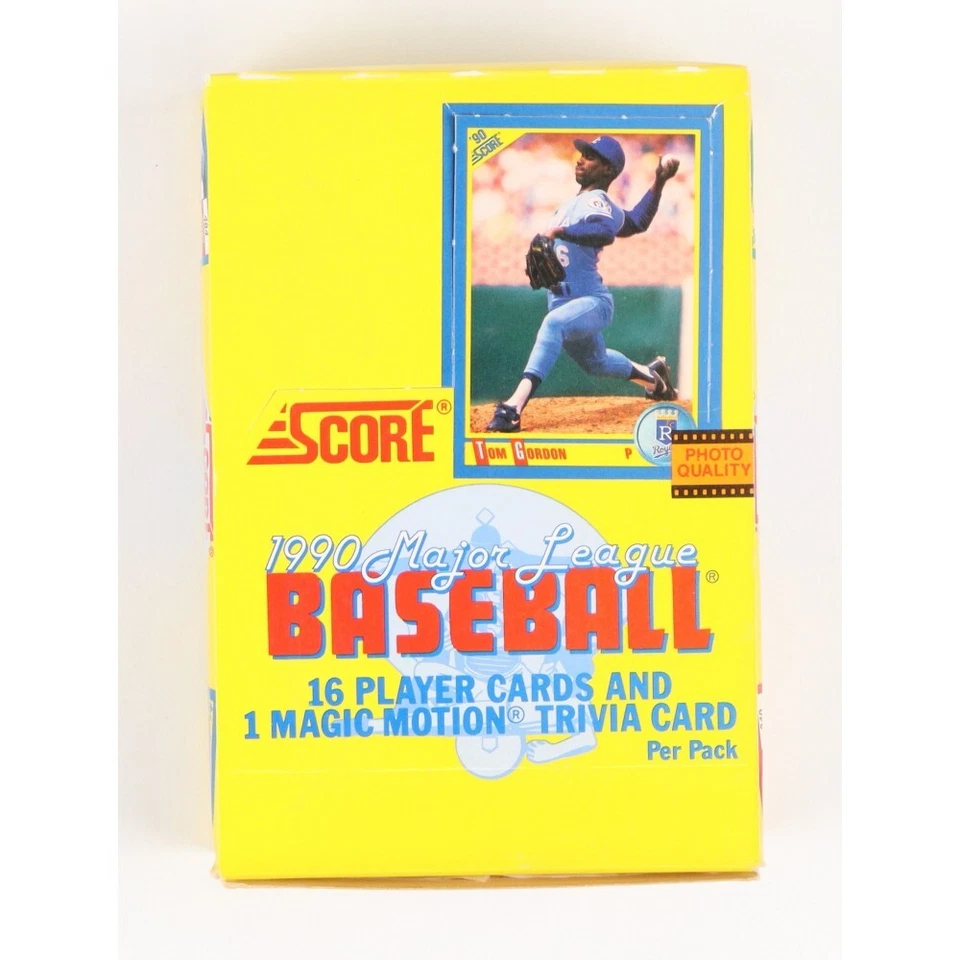 '90
SCORE
6
TOM GORDON P
R
Royals
PHOTO
QUALITY
SCORE®
1990 Major League
BASEBALL®
16 PLAYER CARDS AND
1 MAGIC MOTION® TRIVIA CARD
Per Pack